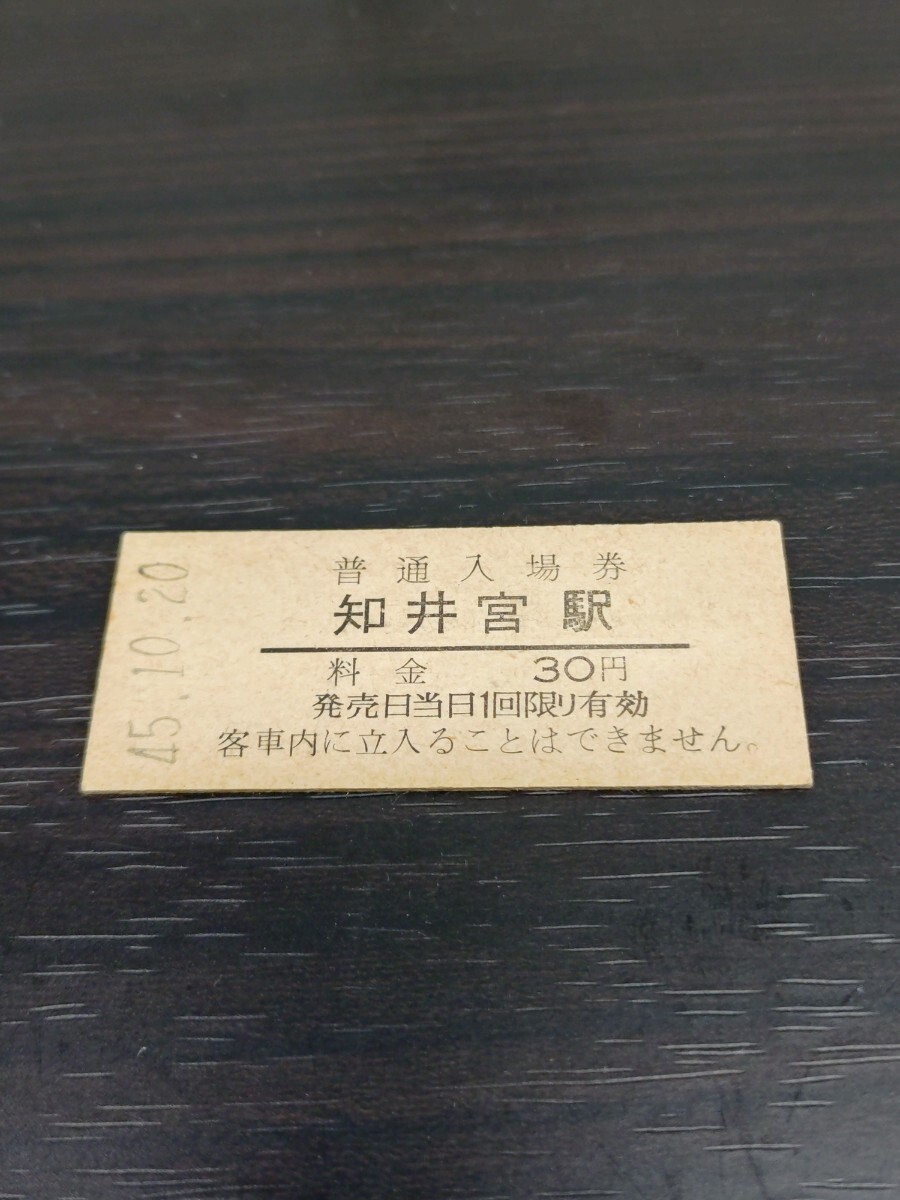 45.10.20
普通入場券
知井宮駅
料金 30円
発売日当日1回限り有効
客車内に立入ることはできません。